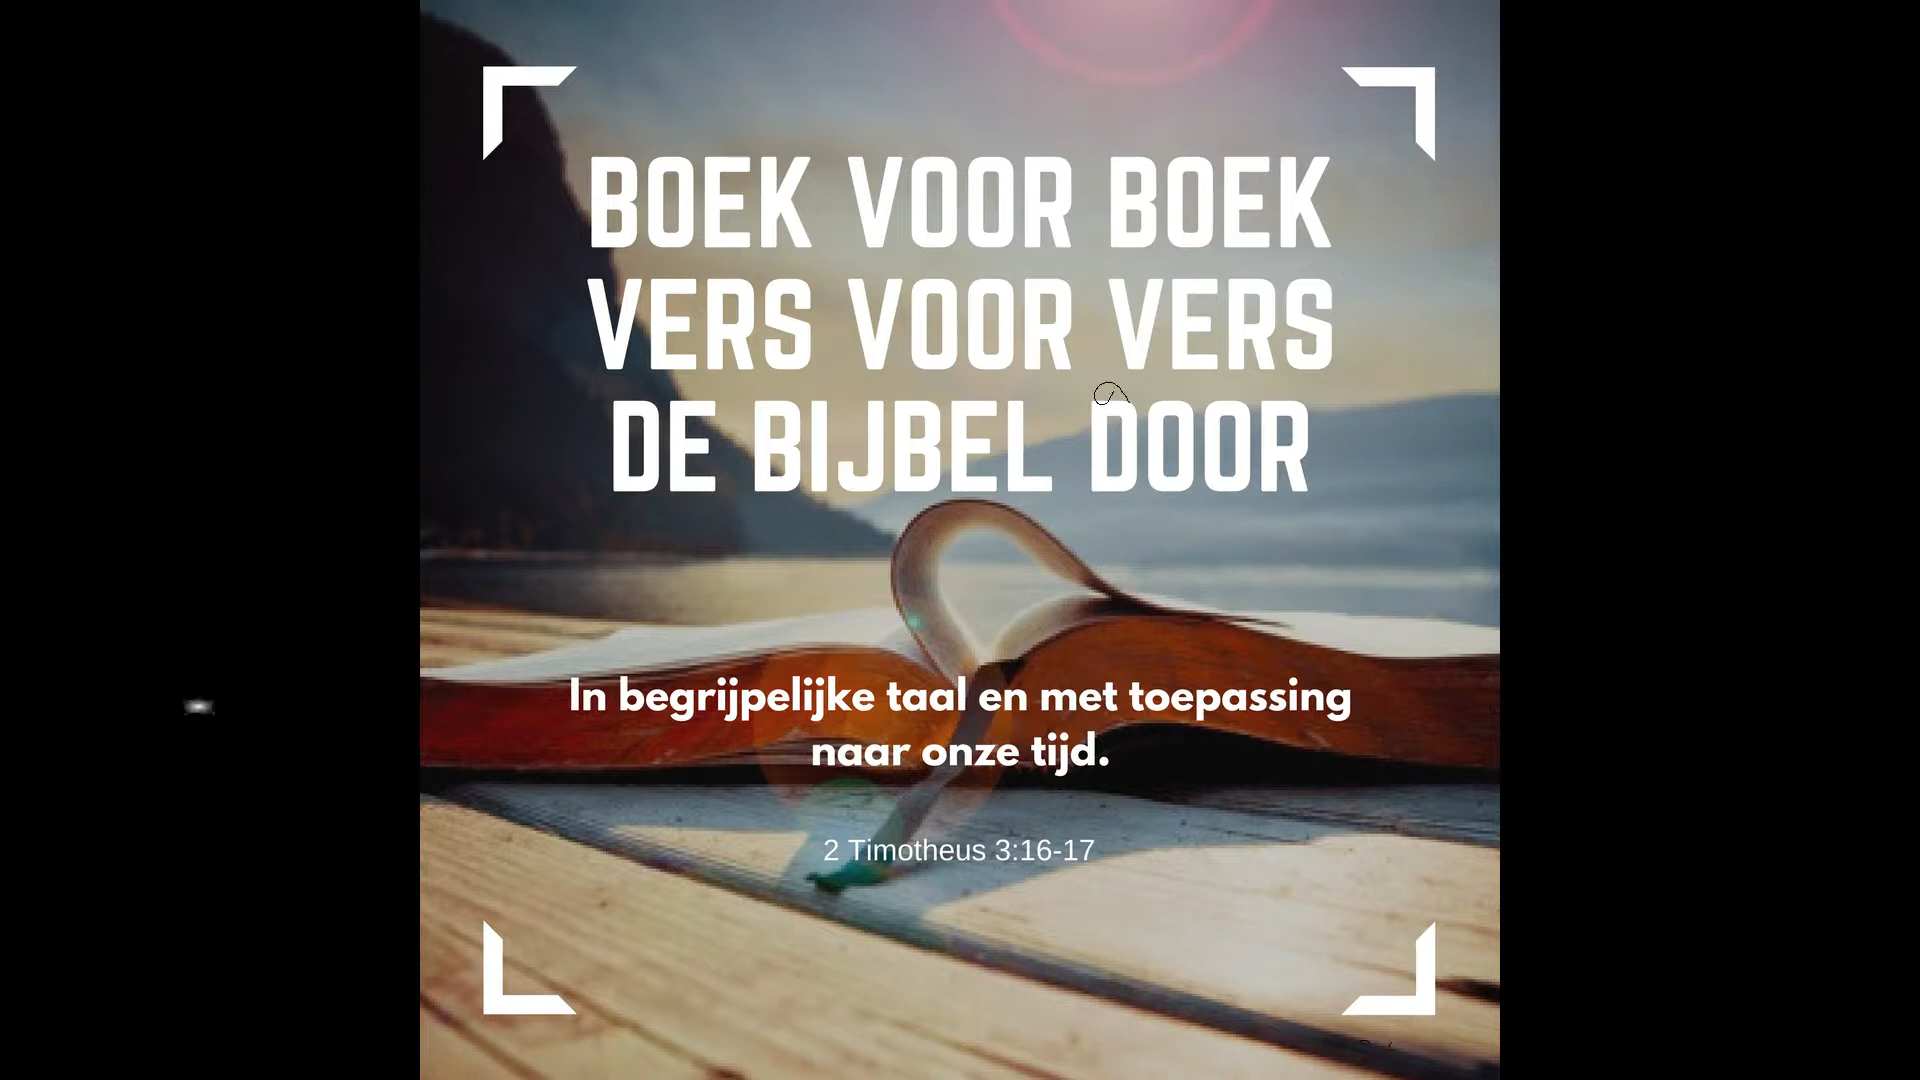 BOEK VOOR BOEK
VERS VOOR VERS
DE BIJBEL DOOR
In begrijpelijke taal en met toepassing
naar onze tijd.
2 Timotheus 3:16-17